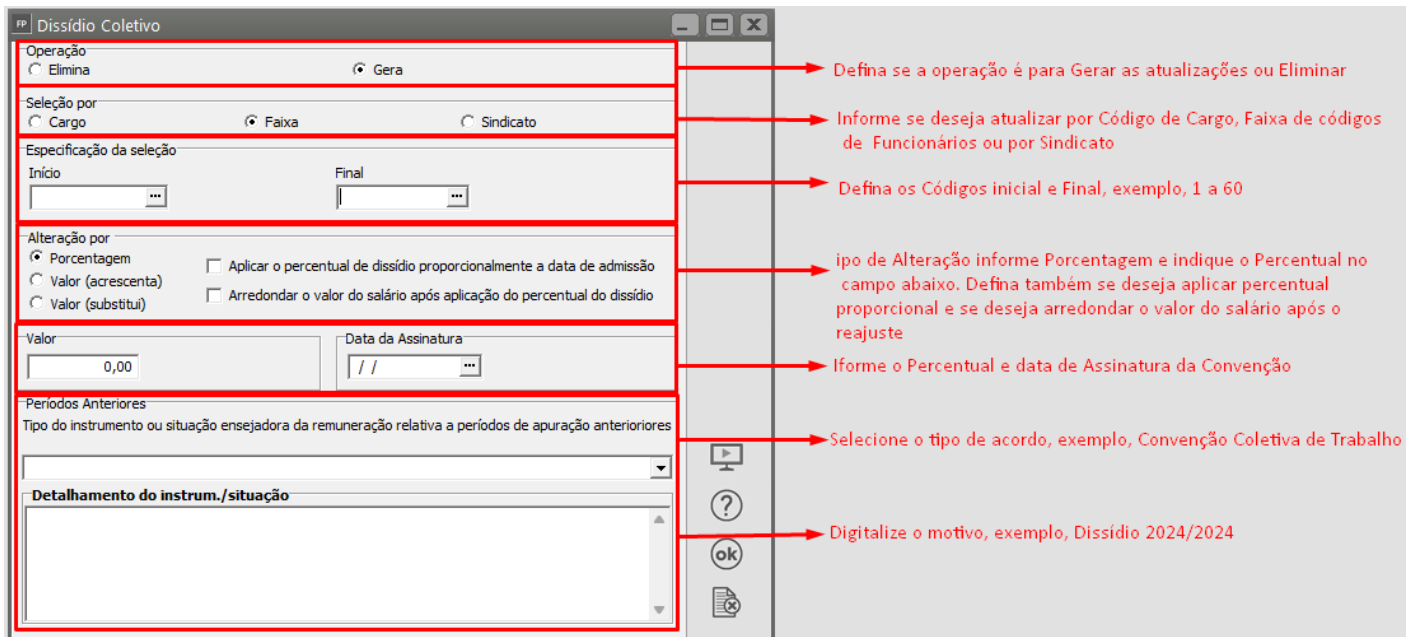 FP Dissídio Coletivo
Operação
Elimina Gera
Defina se a operação é para Gerar as atualizações ou Eliminar
Seleção por
Cargo Faixa Sindicato
Informe se deseja atualizar por Código de Cargo, Faixa de códigos
de Funcionários ou por Sindicato
Especificação da seleção
Início Final
... ...
Defina os Códigos inicial e Final, exemplo, 1 a 60
Alteração por
Porcentagem
Valor (acrescenta)
Valor (substitui)
Aplicar o percentual de dissídio proporcionalmente a data de admissão
Arredondar o valor do salário após aplicação do percentual do dissídio
ipo de Alteração informe Porcentagem e indique o Percentual no
campo abaixo. Defina também se deseja aplicar percentual
proporcional e se deseja arredondar o valor do salário após o
reajuste
Valor Data da Assinatura
0,00 / / ...
Iforme o Percentual e data de Assinatura da Convenção
Períodos Anteriores
Tipo do instrumento ou situação ensejadora da remuneração relativa a períodos de apuração anterioriores
Selecione o tipo de acordo, exemplo, Convenção Coletiva de Trabalho
Detalhamento do instrum./situação
Digitalize o motivo, exemplo, Dissídio 2024/2024
?
ok